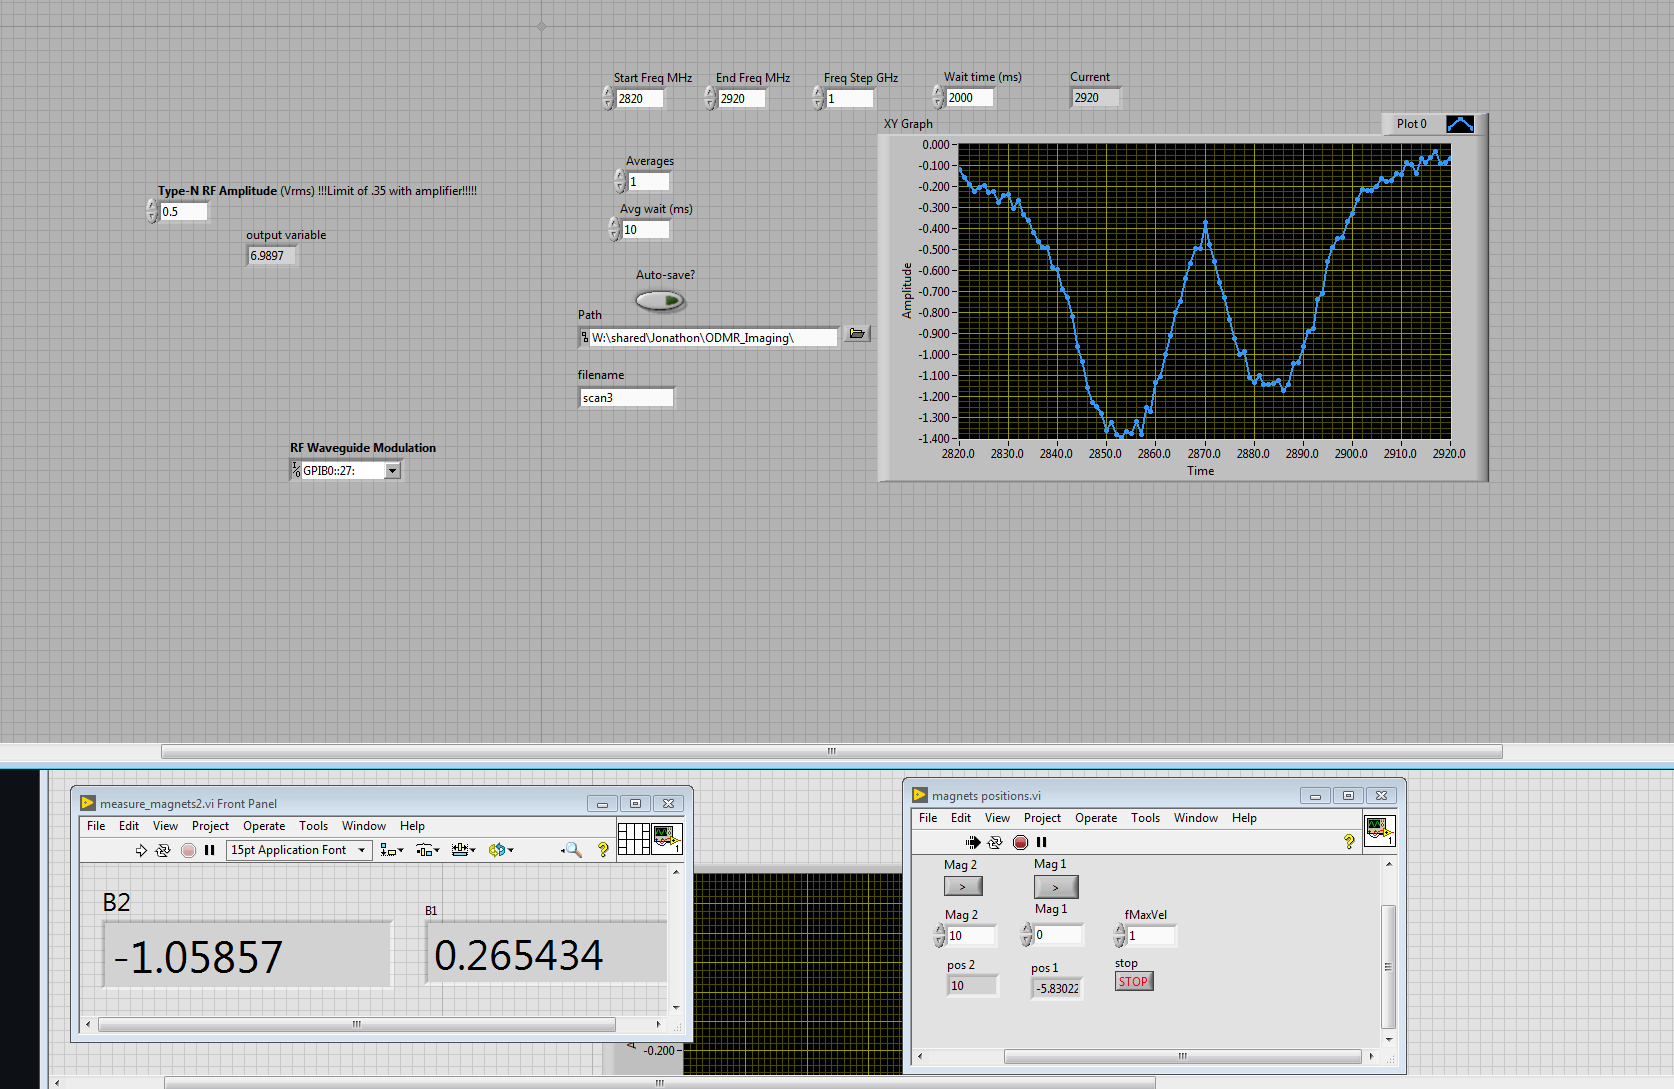 Start Freq MHz End Freq MHz Freq Step GHz Wait time (ms) Current
2820 2920 1 2000 2920
XY Graph Plot 0
Averages
1
Avg wait (ms)
10
Type-N RF Amplitude (Vrms) !!!Limit of .35 with amplifier!!!!!
0.5
output variable
6.9897
Auto-save?
Path
W:\shared\Jonathon\ODMR_Imaging\
filename
scan3
RF Waveguide Modulation
GPIB0::27:
Amplitude
0.000
-0.100
-0.200
-0.300
-0.400
-0.500
-0.600
-0.700
-0.800
-0.900
-1.000
-1.100
-1.200
-1.300
-1.400
2820.0 2830.0 2840.0 2850.0 2860.0 2870.0 2880.0 2890.0 2900.0 2910.0 2920.0
Time
measure_magnets2.vi Front Panel
File Edit View Project Operate Tools Window Help
15pt Application Font
1
B2 B1
-1.05857 0.265434
-0.200
magnets positions.vi
File Edit View Project Operate Tools Window Help
1
Mag 2 Mag 1
> >
Mag 2 Mag 1 fMaxVel
10 0 1
pos 2 pos 1 stop
10 -5.83022 STOP